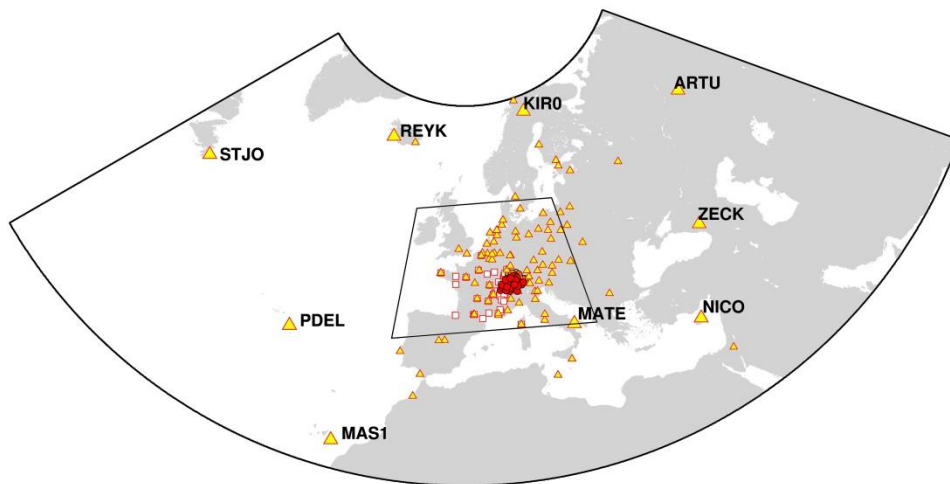 ARTU
KIR0
REYK
STJO
ZECK
NICO
MATE
PDEL
MAS1